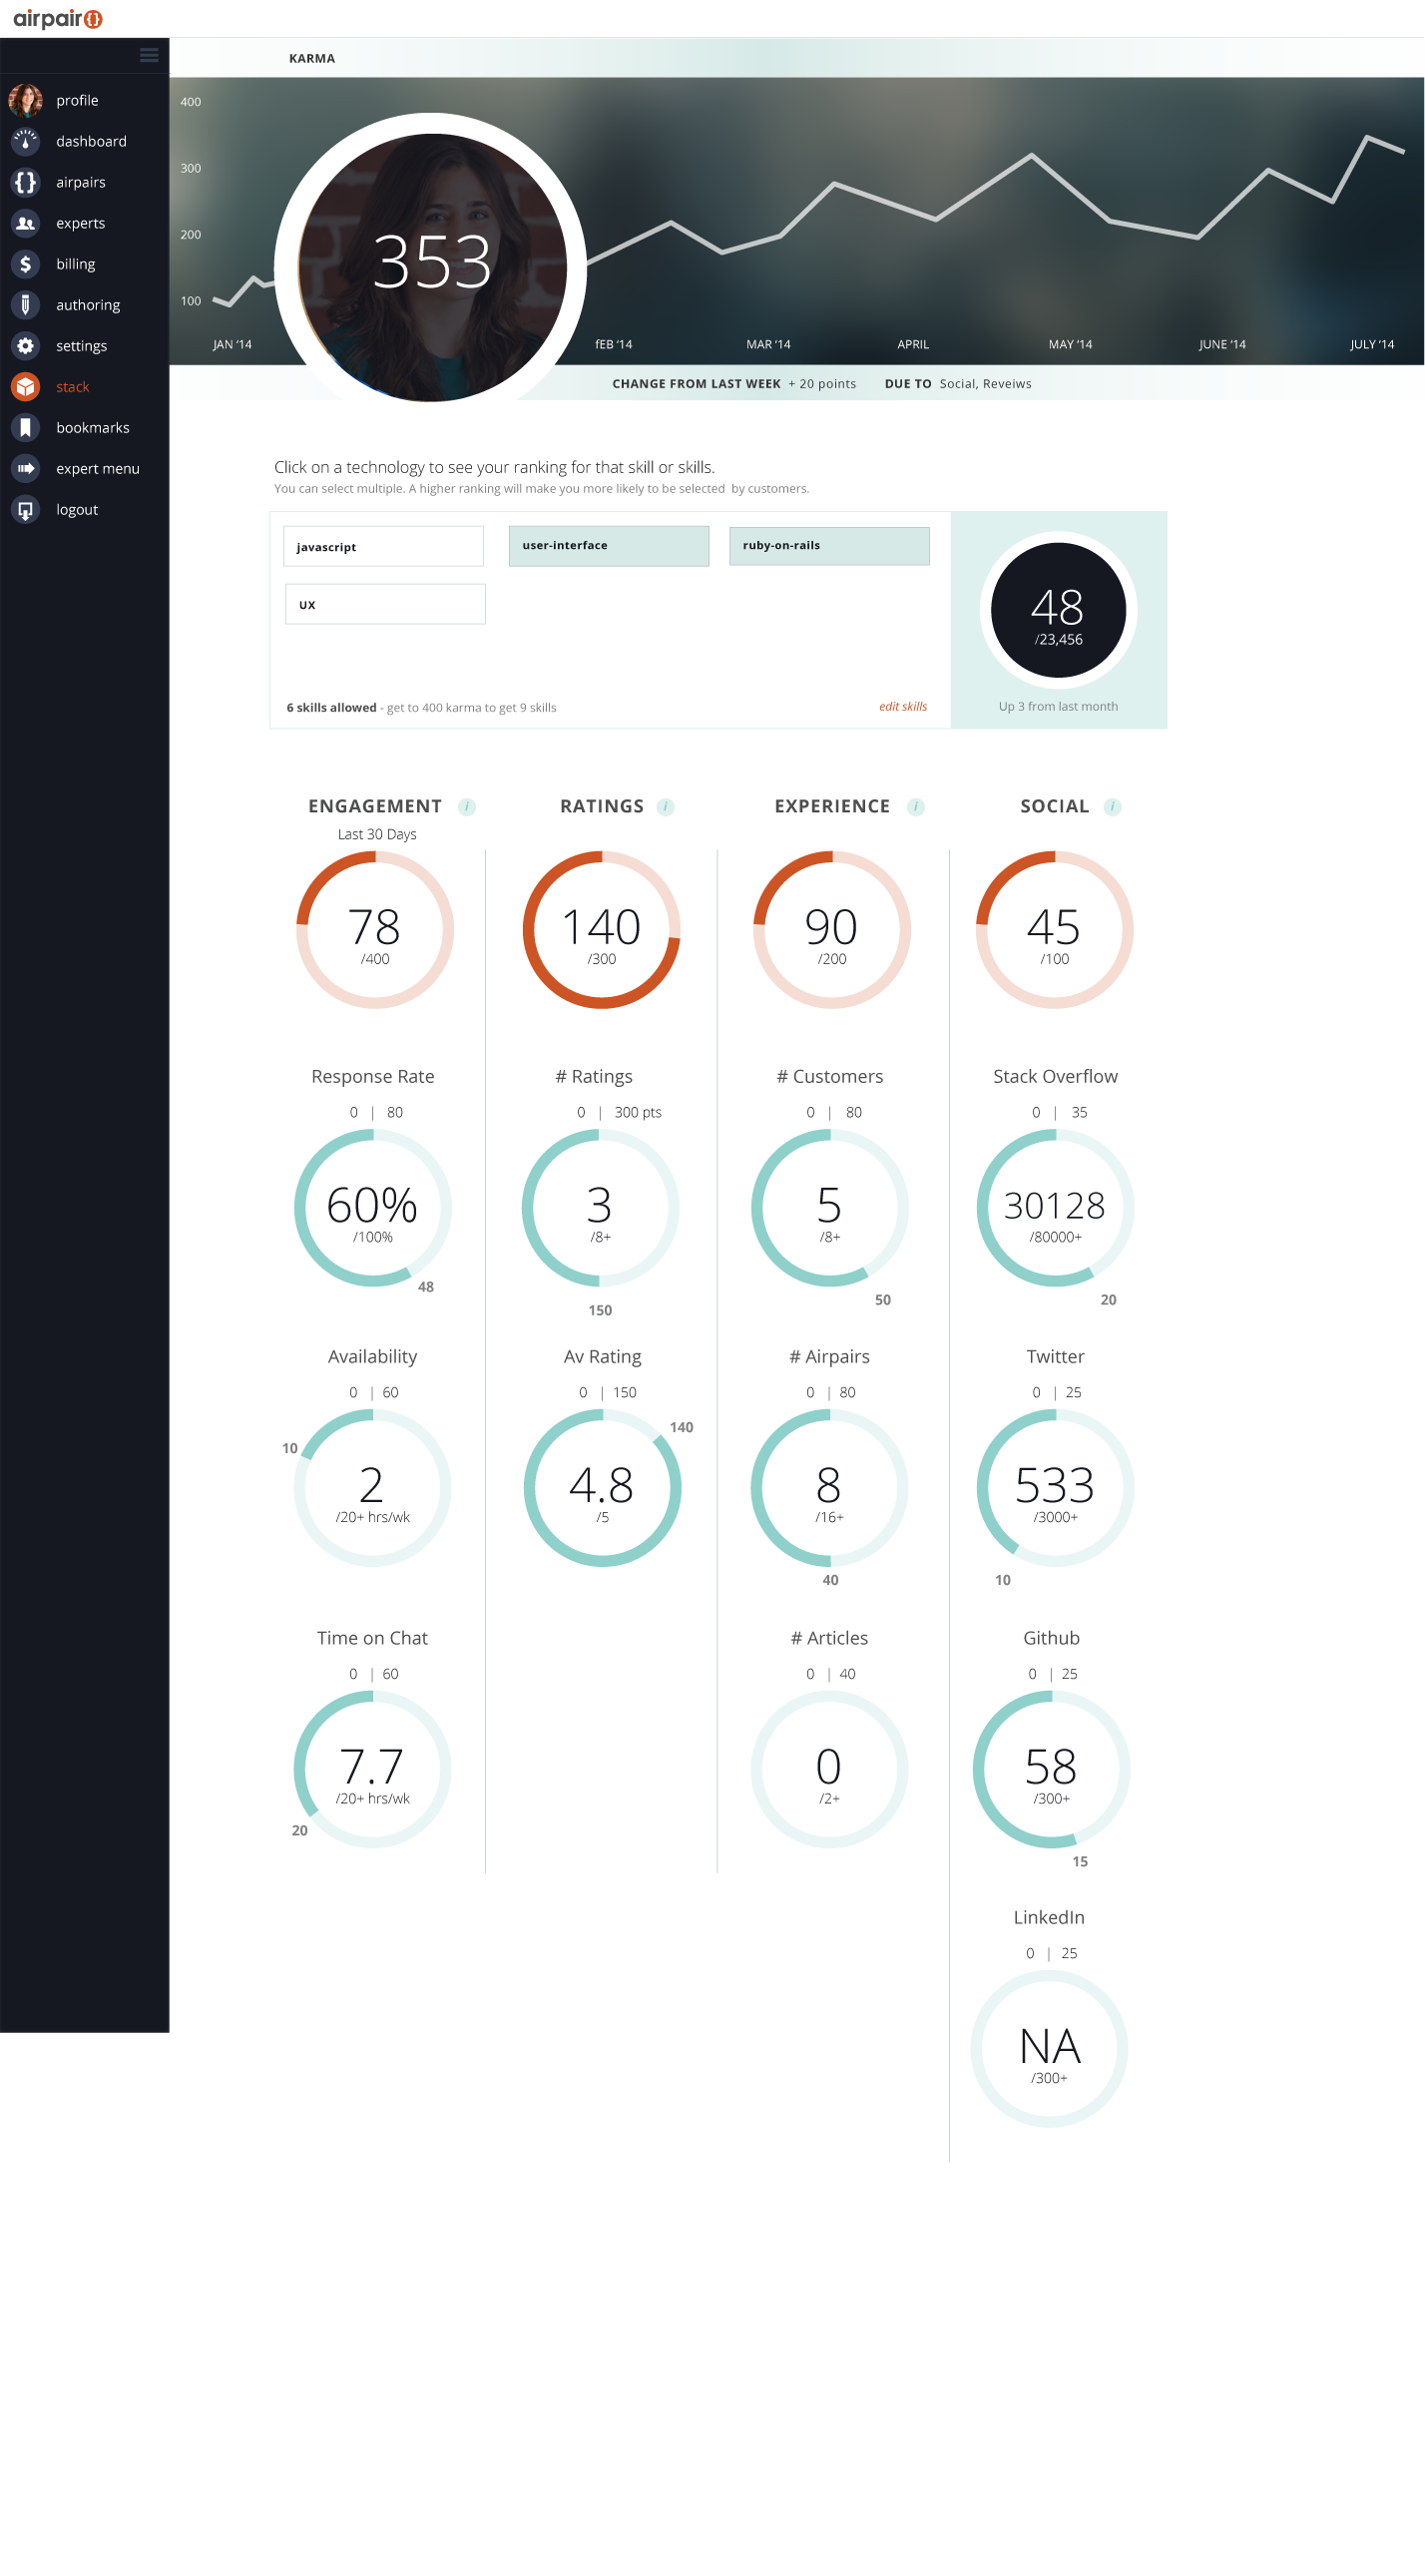 airpair{}
KARMA
profile
dashboard
{} airpairs
experts
$ billing
authoring
settings
stack
bookmarks
expert menu
logout
400
300
200
100
353
JAN ‘14
fEB ‘14
MAR ‘14
APRIL
MAY ‘14
JUNE ‘14
JULY ‘14
CHANGE FROM LAST WEEK + 20 points DUE TO Social, Reveiws
Click on a technology to see your ranking for that skill or skills.
You can select multiple. A higher ranking will make you more likely to be selected by customers.
javascript
user-interface
ruby-on-rails
UX
6 skills allowed - get to 400 karma to get 9 skills
edit skills
48
/23,456
Up 3 from last month
ENGAGEMENT i
RATINGS i
EXPERIENCE i
SOCIAL i
Last 30 Days
78
/400
140
/300
90
/200
45
/100
Response Rate
0 | 80
60%
/100%
48
# Ratings
0 | 300 pts
3
/8+
150
# Customers
0 | 80
5
/8+
50
Stack Overflow
0 | 35
30128
/80000+
20
Availability
0 | 60
10
2
/20+ hrs/wk
Av Rating
0 | 150
140
4.8
/5
# Airpairs
0 | 80
8
/16+
40
Twitter
0 | 25
533
/3000+
10
Time on Chat
0 | 60
7.7
/20+ hrs/wk
20
# Articles
0 | 40
0
/2+
Github
0 | 25
58
/300+
15
LinkedIn
0 | 25
NA
/300+